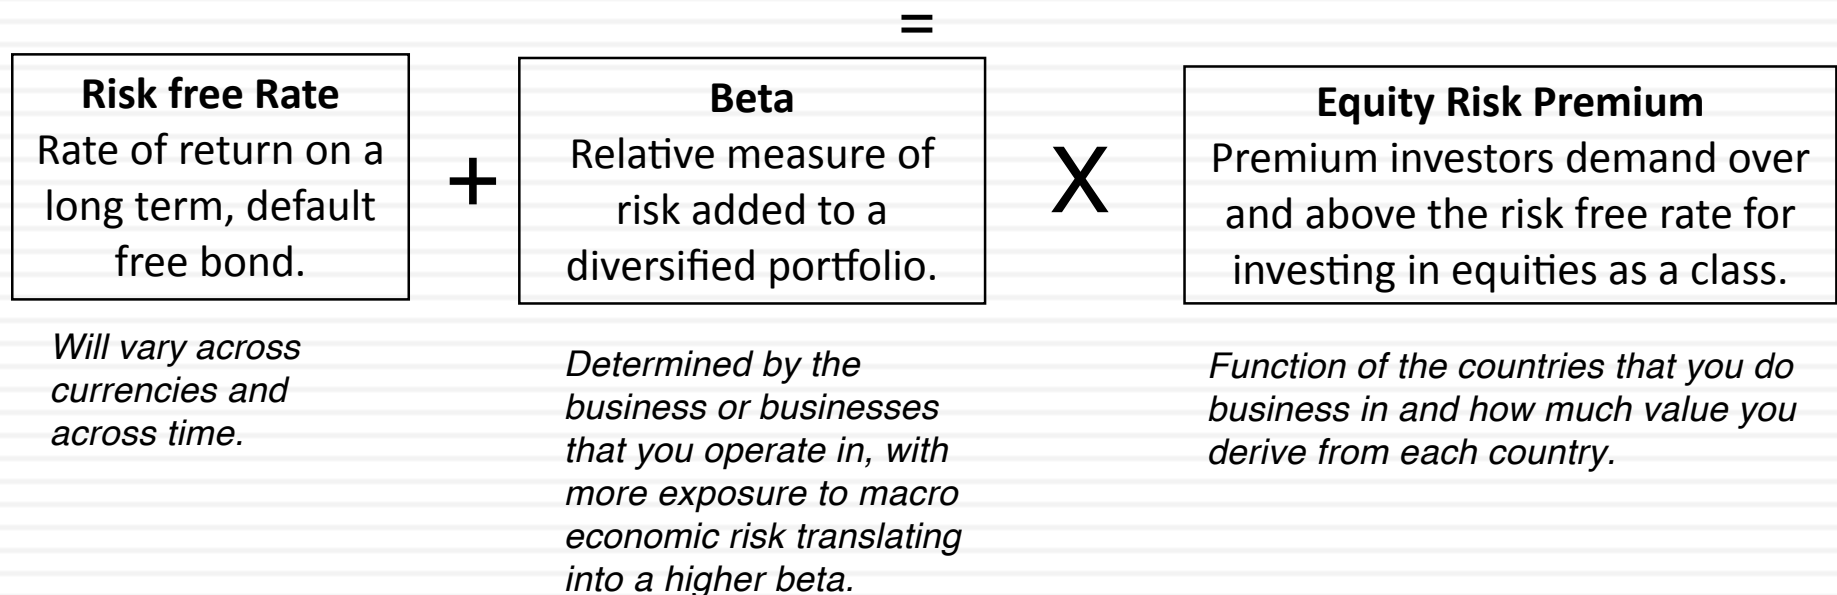 =
Risk free Rate
Rate of return on a
long term, default
free bond.
+
Beta
Relative measure of
risk added to a
diversified portfolio.
X
Equity Risk Premium
Premium investors demand over
and above the risk free rate for
investing in equities as a class.
Will vary across
currencies and
across time.
Determined by the
business or businesses
that you operate in, with
more exposure to macro
economic risk translating
into a higher beta.
Function of the countries that you do
business in and how much value you
derive from each country.